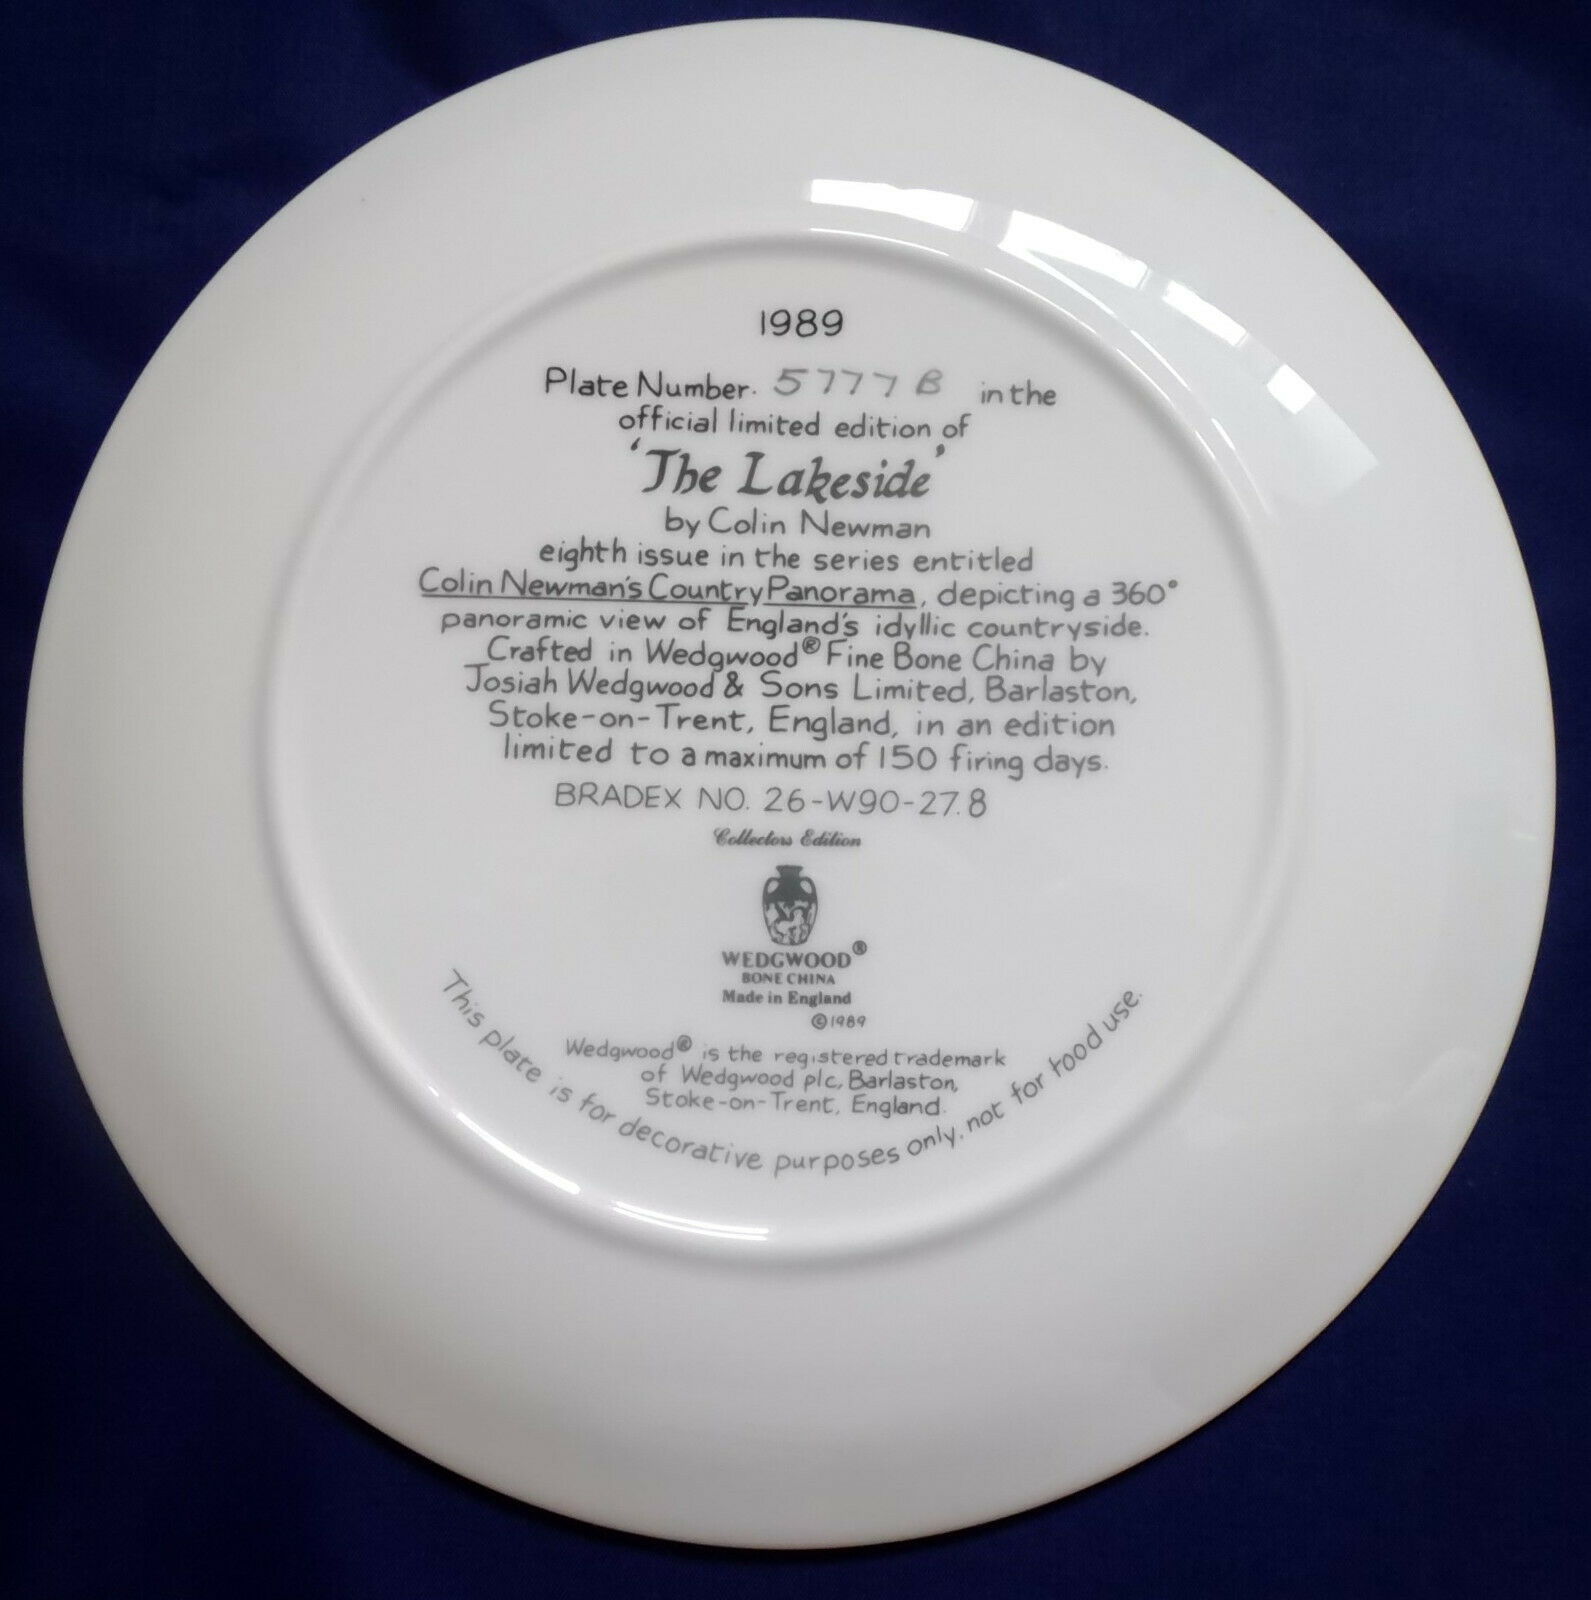 1989
Plate Number. 5777B in the
official limited edition of
'The Lakeside'
by Colin Newman
eighth issue in the series entitled
Colin Newman's Country Panorama, depicting a 360°
panoramic view of England's idyllic countryside.
Crafted in Wedgwood® Fine Bone China by
Josiah Wedgwood & Sons Limited, Barlaston,
Stoke-on-Trent, England, in an edition
limited to a maximum of 150 firing days.
BRADEX NO. 26-W90-27.8
Collectors Edition
WEDGWOOD®
BONE CHINA
Made in England
©1989
Wedgwood® is the registered trademark
of Wedgwood plc, Barlaston,
Stoke-on-Trent, England.
This plate is for decorative purposes only, not for food use.